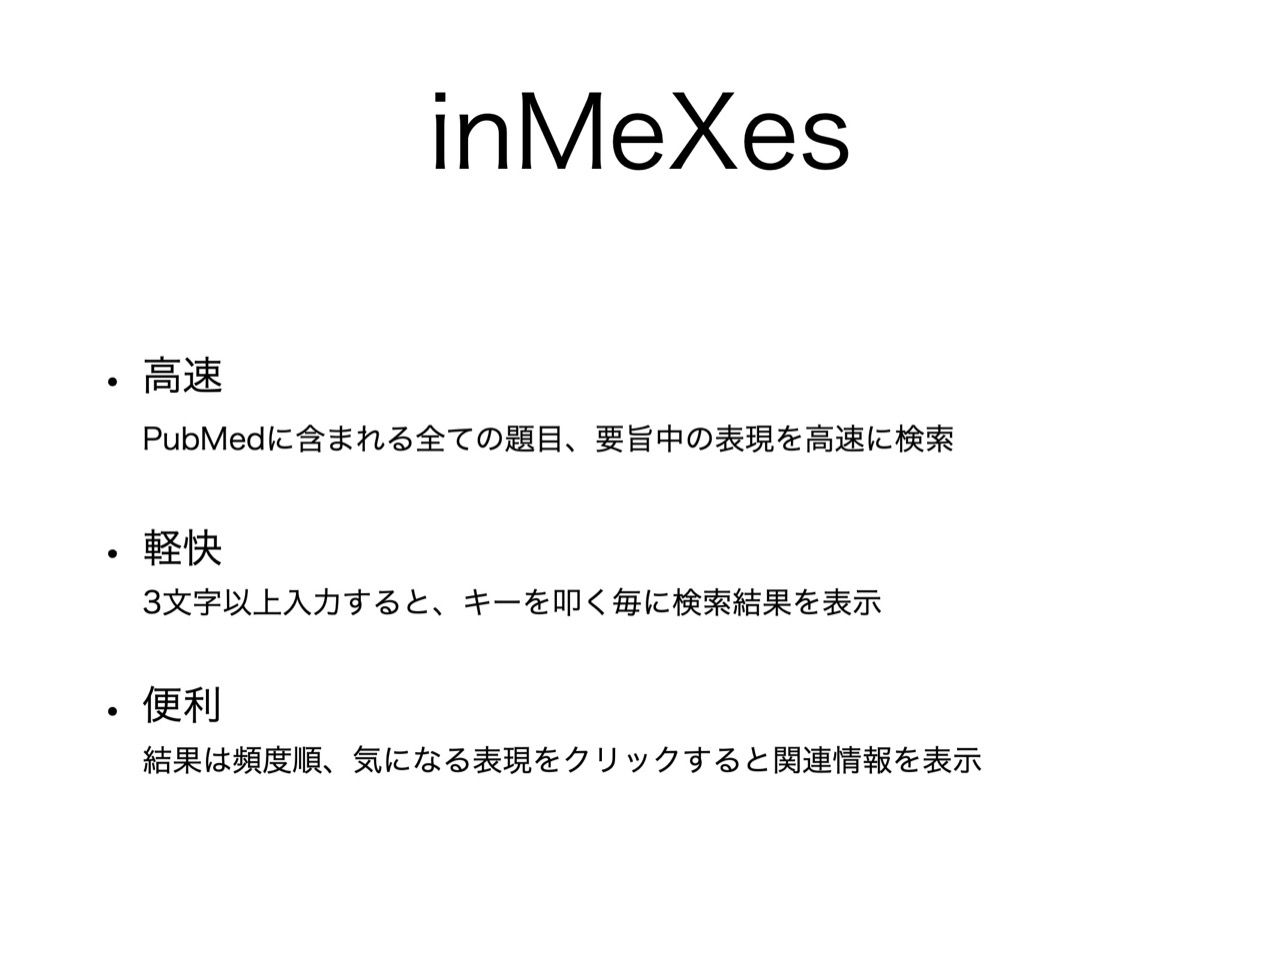 inMeXes
• 高速
PubMedに含まれる全ての題目、要旨中の表現を高速に検索
• 軽快
3文字以上入力すると、キーを叩く毎に検索結果を表示
• 便利
結果は頻度順、気になる表現をクリックすると関連情報を表示